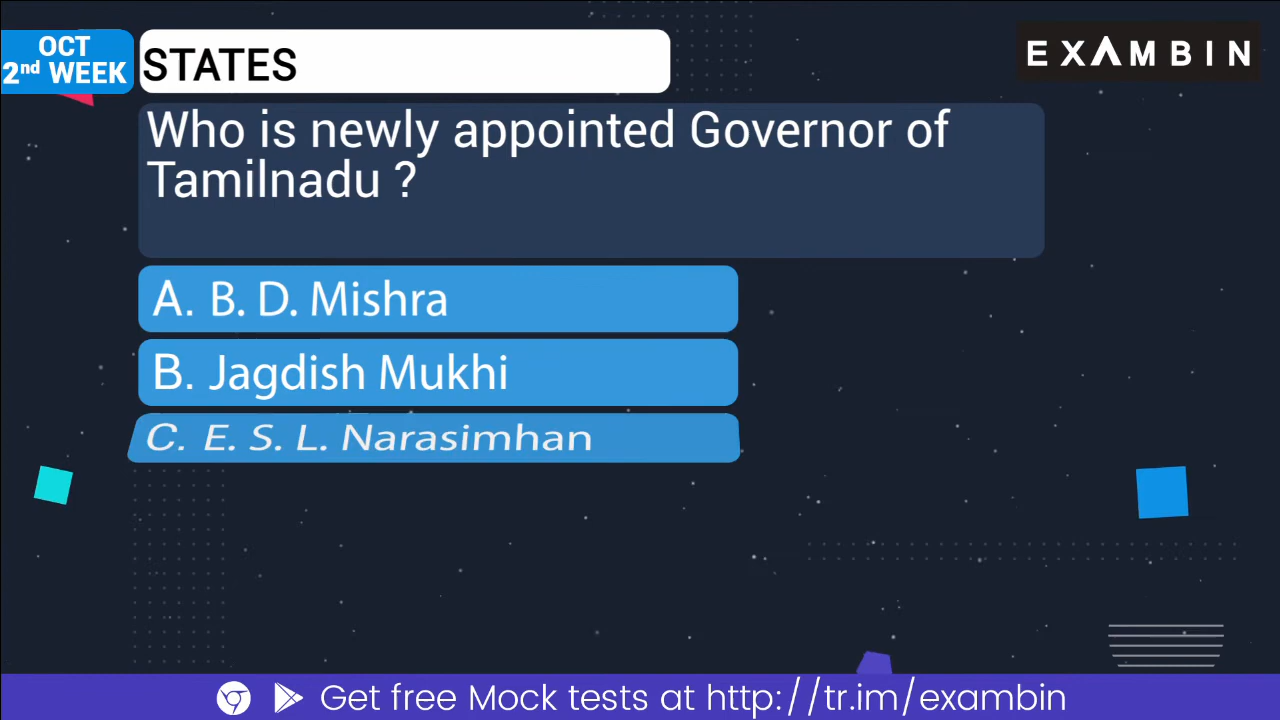 OCT
2nd WEEK
STATES
EXAMBIN
Who is newly appointed Governor of
Tamilnadu ?
A. B. D. Mishra
B. Jagdish Mukhi
C. E. S. L. Narasimhan
Get free Mock tests at http://tr.im/exambin